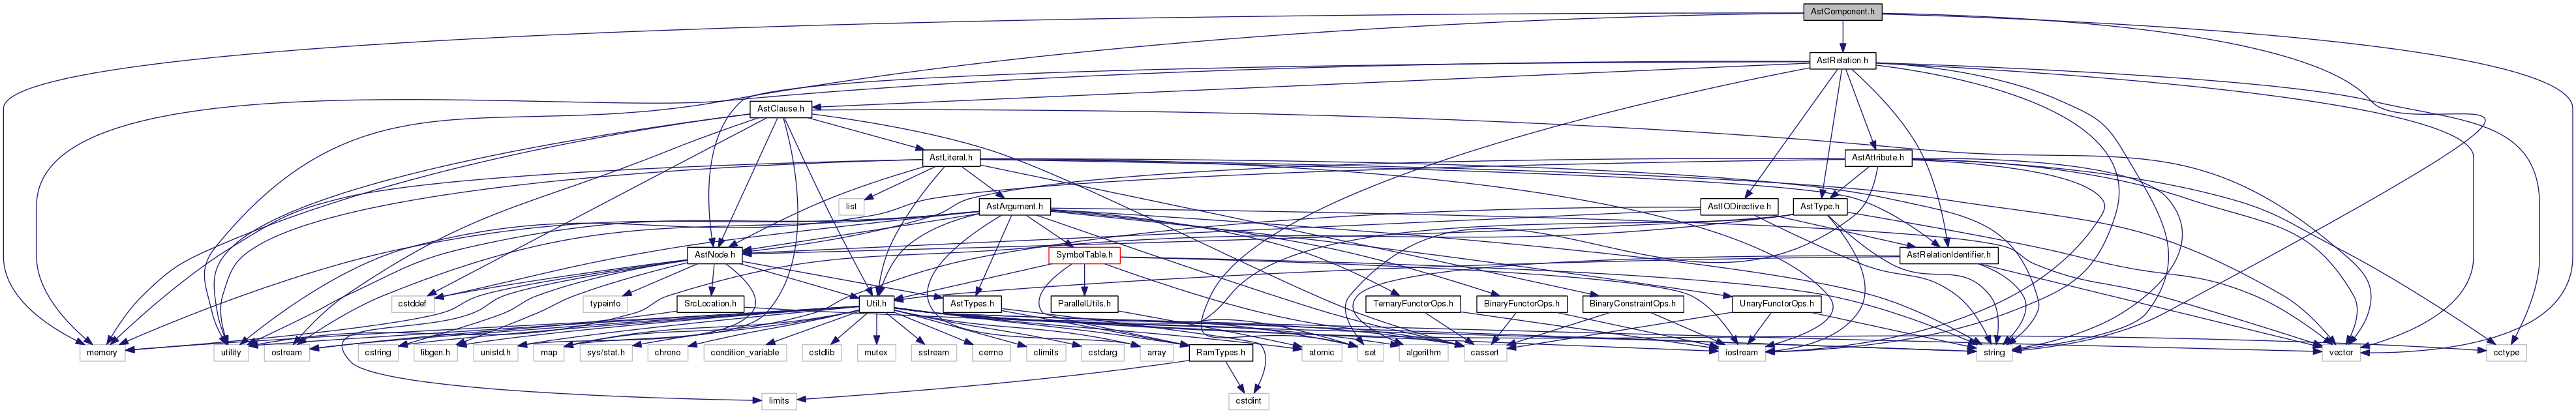 AstComponent.h
AstRelation.h
AstClause.h
AstLiteral.h
AstAttribute.h
list
AstArgument.h
AstIODirective.h
AstType.h
AstNode.h
SymbolTable.h
AstRelationIdentifier.h
cstddef
typeinfo
SrcLocation.h
Util.h
AstTypes.h
ParallelUtils.h
TernaryFunctorOps.h
BinaryFunctorOps.h
BinaryConstraintOps.h
UnaryFunctorOps.h
memory
utility
ostream
cstring
libgen.h
unistd.h
map
sys/stat.h
chrono
condition_variable
cstdlib
mutex
sstream
cerrno
climits
cstdarg
array
RamTypes.h
atomic
set
algorithm
cassert
iostream
string
vector
cctype
limits
cstdint